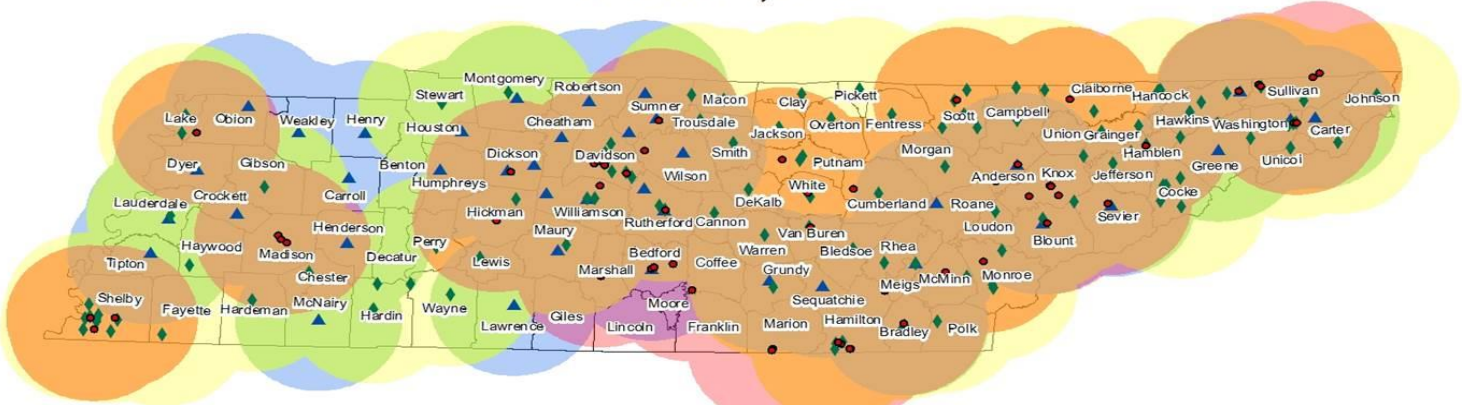 Montgomery
Stewart
Robertson
Sumner
Macon
Clay
Pickett
Claiborne
Hancock
Sullivan
Johnson
Lake
Obion
Weakley
Henry
Houston
Cheatham
Trousdale
Jackson
Overton
Fentress
Scott
Campbell
Union
Grainger
Hawkins
Washington
Carter
Dyer
Gibson
Benton
Dickson
Davidson
Smith
Putnam
Morgan
Hamblen
Greene
Unicoi
Crockett
Carroll
Humphreys
Wilson
White
Anderson
Knox
Jefferson
Cocke
Lauderdale
Henderson
Hickman
Williamson
Rutherford
Cannon
DeKalb
Cumberland
Roane
Sevier
Haywood
Madison
Decatur
Perry
Lewis
Maury
Bedford
Coffee
Warren
Van Buren
Bledsoe
Rhea
Loudon
Blount
Tipton
Chester
Marshall
Grundy
Meigs
McMinn
Monroe
Shelby
Fayette
Hardeman
McNairy
Hardin
Wayne
Lawrence
Giles
Moore
Lincoln
Franklin
Sequatchie
Marion
Hamilton
Bradley
Polk